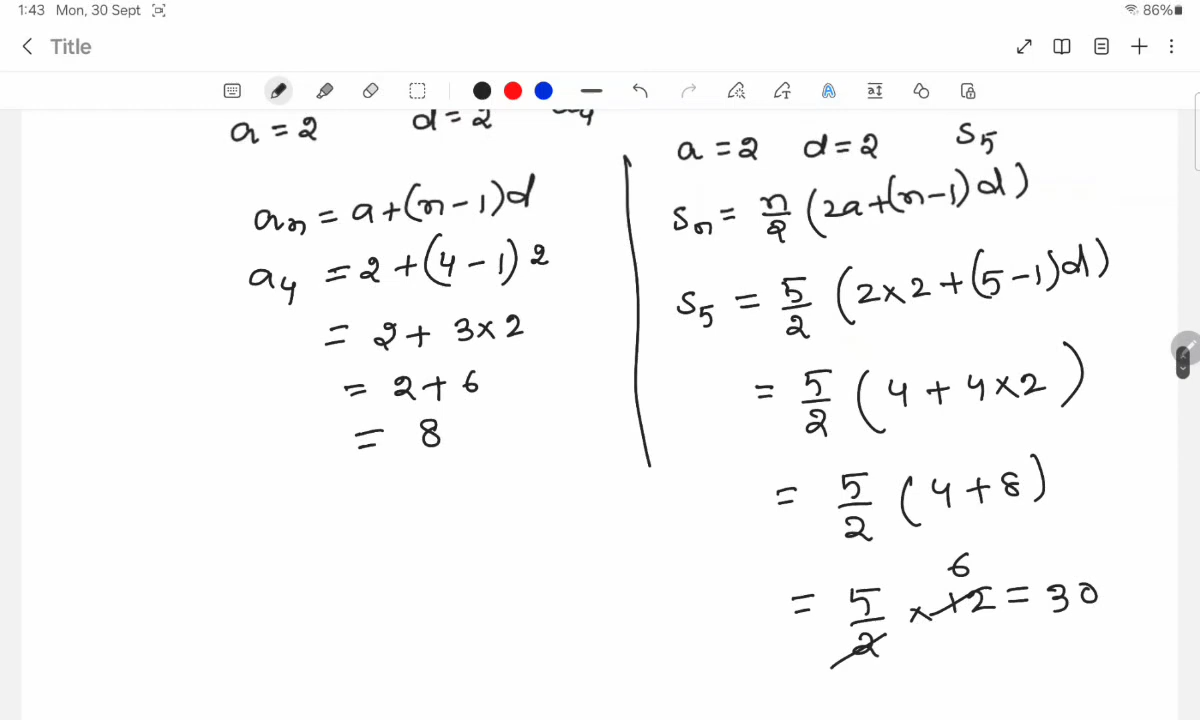 1:43 Mon, 30 Sept
86%
Title
a = 2 d = 2 a4
an = a+(n-1)d
a4 = 2+(4-1)2
= 2+ 3×2
= 2+6
= 8
a = 2 d = 2 S5
Sn = n/2 (2a+(n-1)d)
S5 = 5/2 (2×2+(5-1)d)
= 5/2 (4+4×2)
= 5/2 (4+8)
6
= 5/2 × 12 = 30